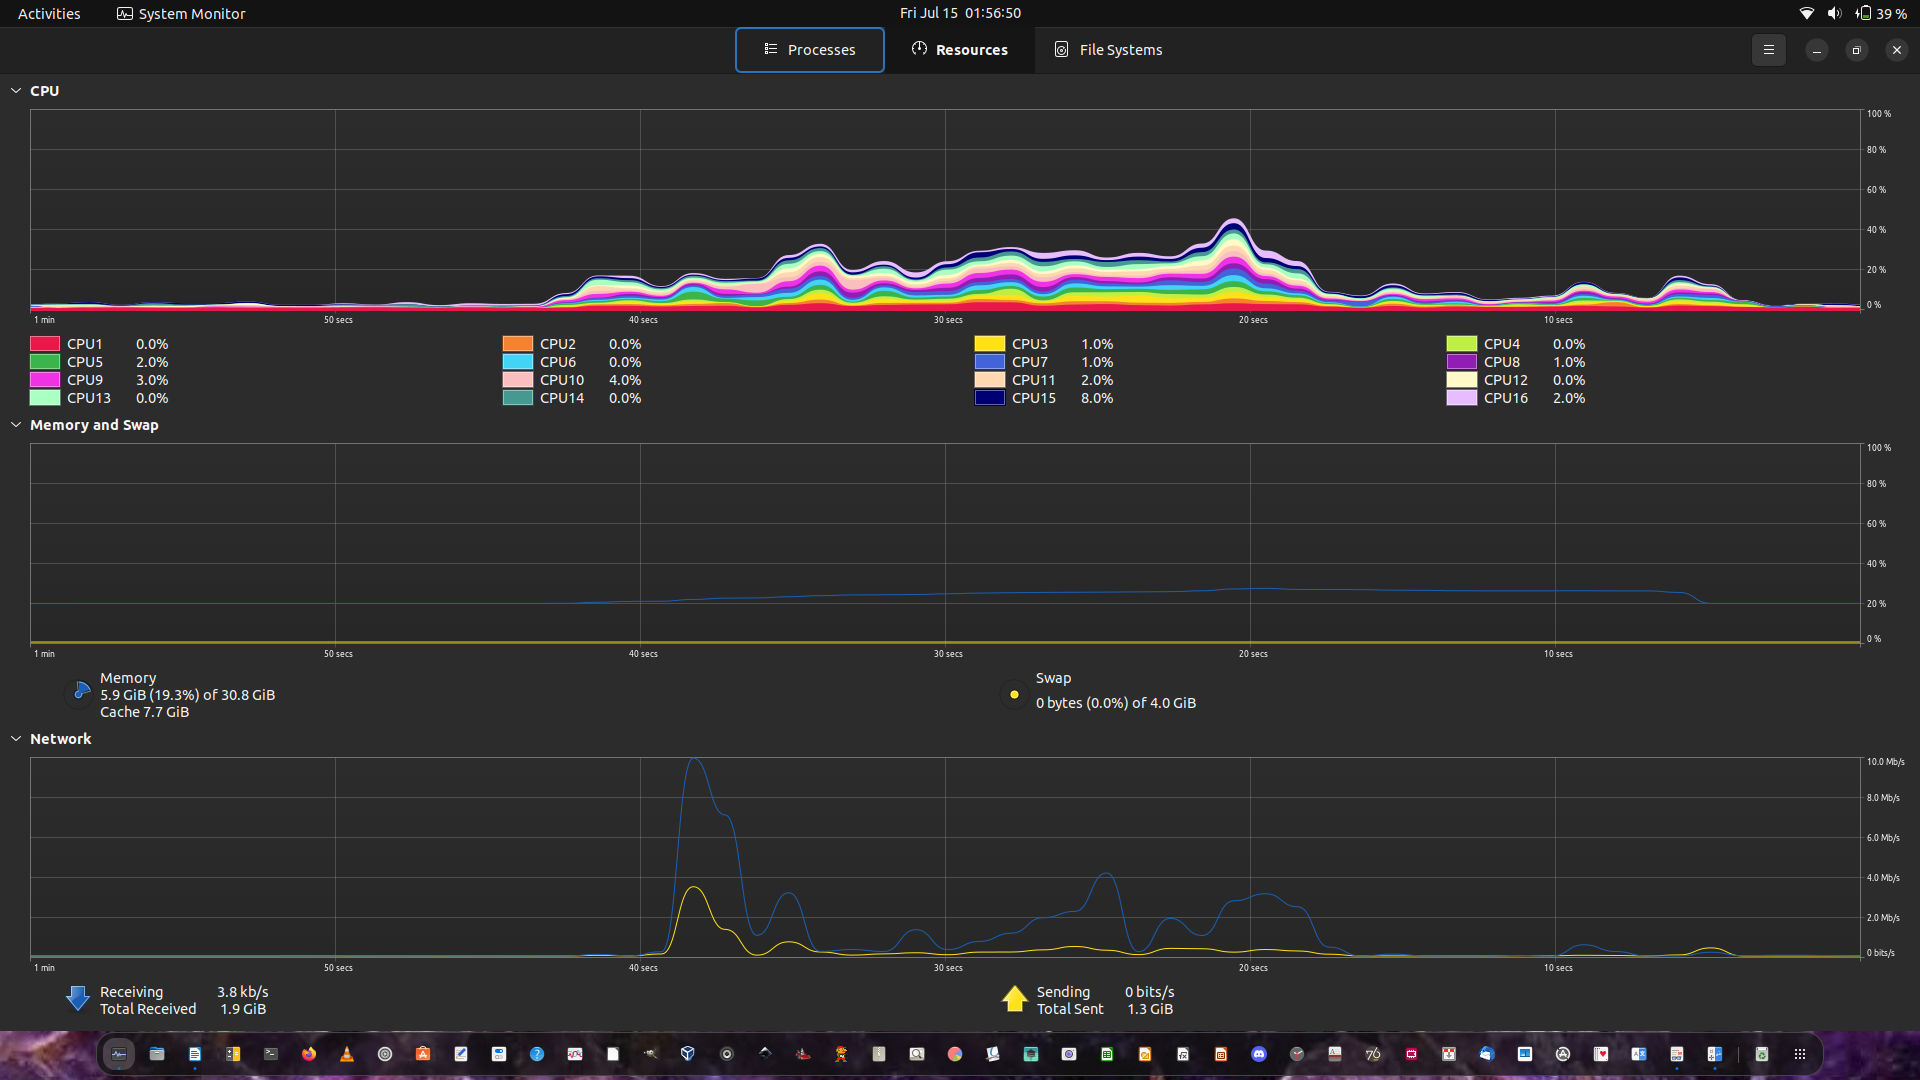 Activities
System Monitor
Fri Jul 15 01:56:50
39 %
Processes
Resources
File Systems
CPU
100 %
80 %
60 %
40 %
20 %
0 %
1 min 50 secs 40 secs 30 secs 20 secs 10 secs
CPU1 0.0% CPU2 0.0% CPU3 1.0% CPU4 0.0%
CPU5 2.0% CPU6 0.0% CPU7 1.0% CPU8 1.0%
CPU9 3.0% CPU10 4.0% CPU11 2.0% CPU12 0.0%
CPU13 0.0% CPU14 0.0% CPU15 8.0% CPU16 2.0%
Memory and Swap
100 %
80 %
60 %
40 %
20 %
0 %
1 min 50 secs 40 secs 30 secs 20 secs 10 secs
Memory
5.9 GiB (19.3%) of 30.8 GiB
Cache 7.7 GiB
Swap
0 bytes (0.0%) of 4.0 GiB
Network
10.0 Mb/s
8.0 Mb/s
6.0 Mb/s
4.0 Mb/s
2.0 Mb/s
0 bits/s
1 min 50 secs 40 secs 30 secs 20 secs 10 secs
Receiving 3.8 kb/s
Total Received 1.9 GiB
Sending 0 bits/s
Total Sent 1.3 GiB